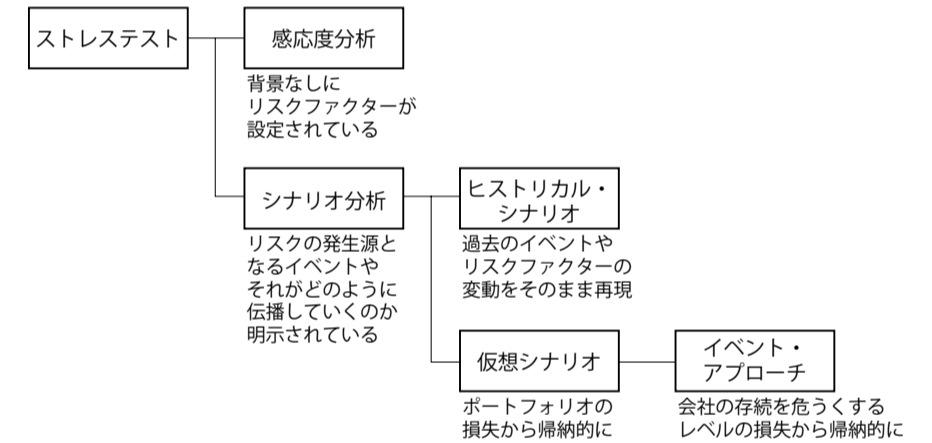 ストレステスト
感応度分析
背景なしに
リスクファクターが
設定されている
シナリオ分析
リスクの発生源と
なるイベントや
それがどのように
伝播していくのか
明示されている
ヒストリカル・
シナリオ
過去のイベントや
リスクファクターの
変動をそのまま再現
仮想シナリオ
ポートフォリオの
損失から帰納的に
イベント・
アプローチ
会社の存続を危うくする
レベルの損失から帰納的に